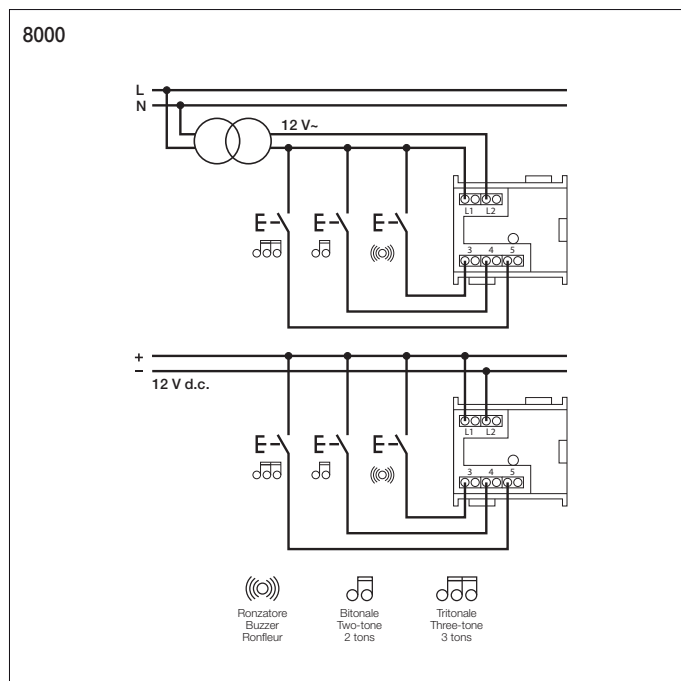 8000
L
N
12 V~
L1 L2
3 4 5
+
−
12 V d.c.
L1 L2
3 4 5
Ronzatore
Buzzer
Ronfleur
Bitonale
Two-tone
2 tons
Tritonale
Three-tone
3 tons